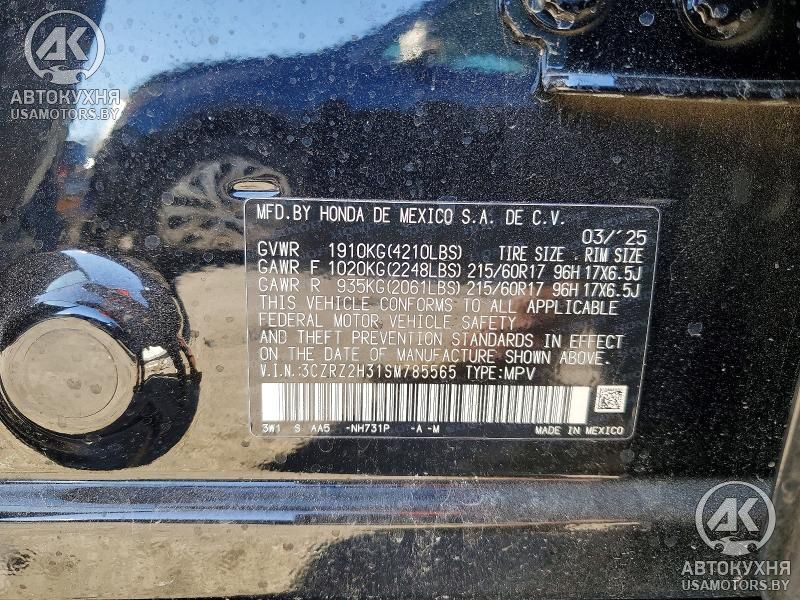 AK
АВТОКУХНЯ
USAMOTORS.BY
MFD.BY HONDA DE MEXICO S.A. DE C.V.
03/'25
GVWR 1910KG(4210LBS) TIRE SIZE RIM SIZE
GAWR F 1020KG(2248LBS) 215/60R17 96H 17X6.5J
GAWR R 935KG(2061LBS) 215/60R17 96H 17X6.5J
THIS VEHICLE CONFORMS TO ALL APPLICABLE
FEDERAL MOTOR VEHICLE SAFETY
AND THEFT PREVENTION STANDARDS IN EFFECT
ON THE DATE OF MANUFACTURE SHOWN ABOVE.
V.I.N:3CZRZ2H31SM785565 TYPE:MPV
3W1 S AA5 -NH731P -A-M MADE IN MEXICO
AK
АВТОКУХНЯ
USAMOTORS.BY